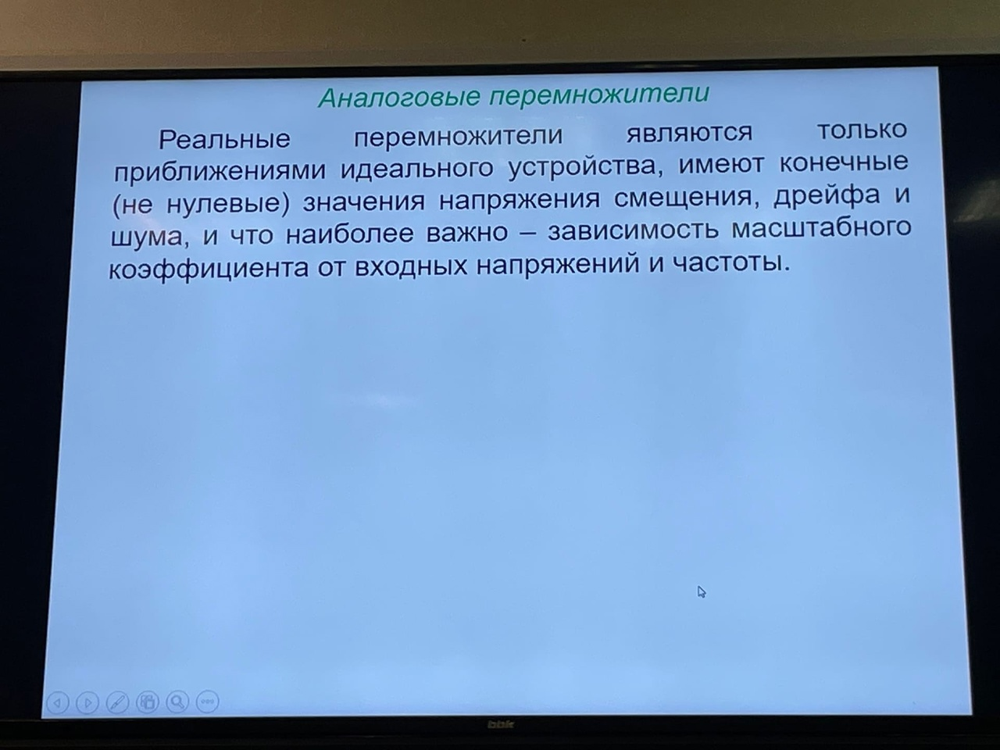 Аналоговые перемножители
Реальные перемножители являются только
приближениями идеального устройства, имеют конечные
(не нулевые) значения напряжения смещения, дрейфа и
шума, и что наиболее важно – зависимость масштабного
коэффициента от входных напряжений и частоты.
bbk